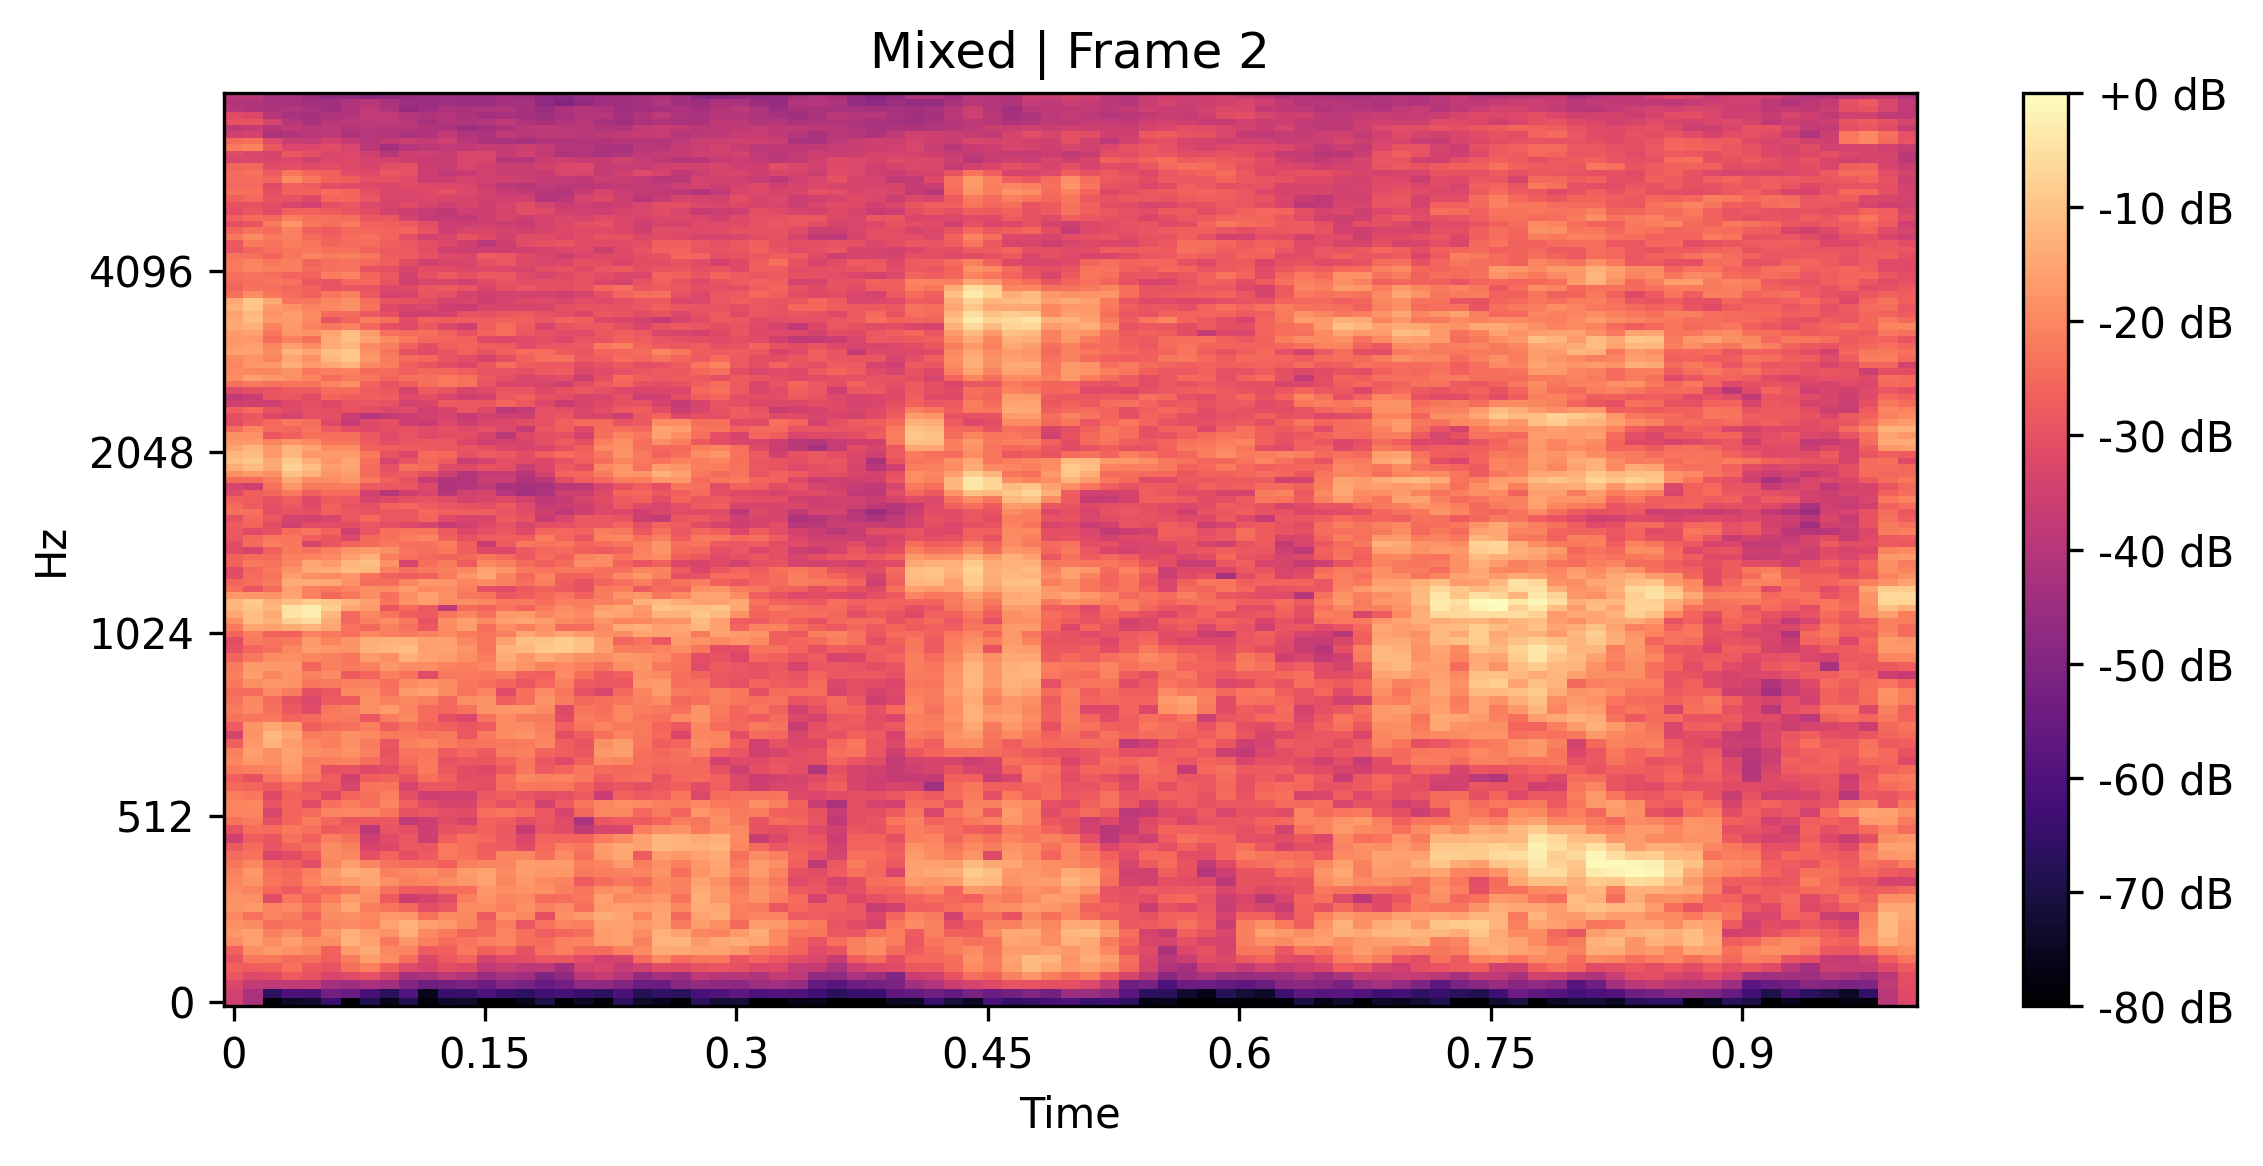 Mixed | Frame 2
+0 dB
-10 dB
-20 dB
-30 dB
-40 dB
-50 dB
-60 dB
-70 dB
-80 dB
4096
2048
1024
512
0
Hz
0 0.15 0.3 0.45 0.6 0.75 0.9
Time